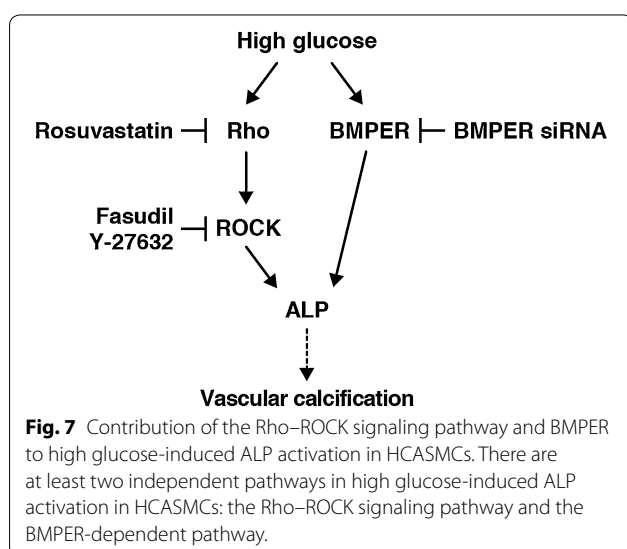 High glucose
Rosuvastatin Rho BMPER BMPER siRNA
Fasudil
Y-27632 ROCK
ALP
Vascular calcification
Fig. 7 Contribution of the Rho–ROCK signaling pathway and BMPER
to high glucose-induced ALP activation in HCASMCs. There are
at least two independent pathways in high glucose-induced ALP
activation in HCASMCs: the Rho–ROCK signaling pathway and the
BMPER-dependent pathway.